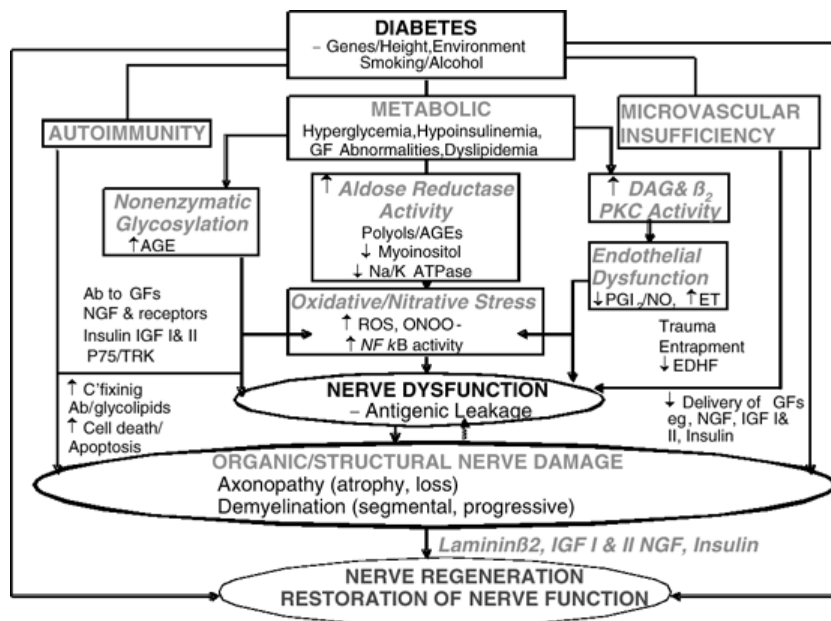 DIABETES
– Genes/Height,Environment
Smoking/Alcohol
AUTOIMMUNITY
METABOLIC
Hyperglycemia,Hypoinsulinemia,
GF Abnormalities,Dyslipidemia
MICROVASCULAR
INSUFFICIENCY
Nonenzymatic
Glycosylation
↑AGE
↑ Aldose Reductase
Activity
Polyols/AGEs
↓ Myoinositol
↓ Na/K ATPase
↑ DAG& ß₂
PKC Activity
Endothelial
Dysfunction
↓PGI₂/NO, ↑ET
Ab to GFs
NGF & receptors
Insulin IGF I& II
P75/TRK
Oxidative/Nitrative Stress
↑ ROS, ONOO-
↑ NF kB activity
Trauma
Entrapment
↓EDHF
↑ C'fixinig
Ab/glycolipids
↑ Cell death/
Apoptosis
NERVE DYSFUNCTION
– Antigenic Leakage
↓ Delivery of GFs
eg, NGF, IGF I&
II, Insulin
ORGANIC/STRUCTURAL NERVE DAMAGE
Axonopathy (atrophy, loss)
Demyelination (segmental, progressive)
Lamininß2, IGF I & II NGF, Insulin
NERVE REGENERATION
RESTORATION OF NERVE FUNCTION